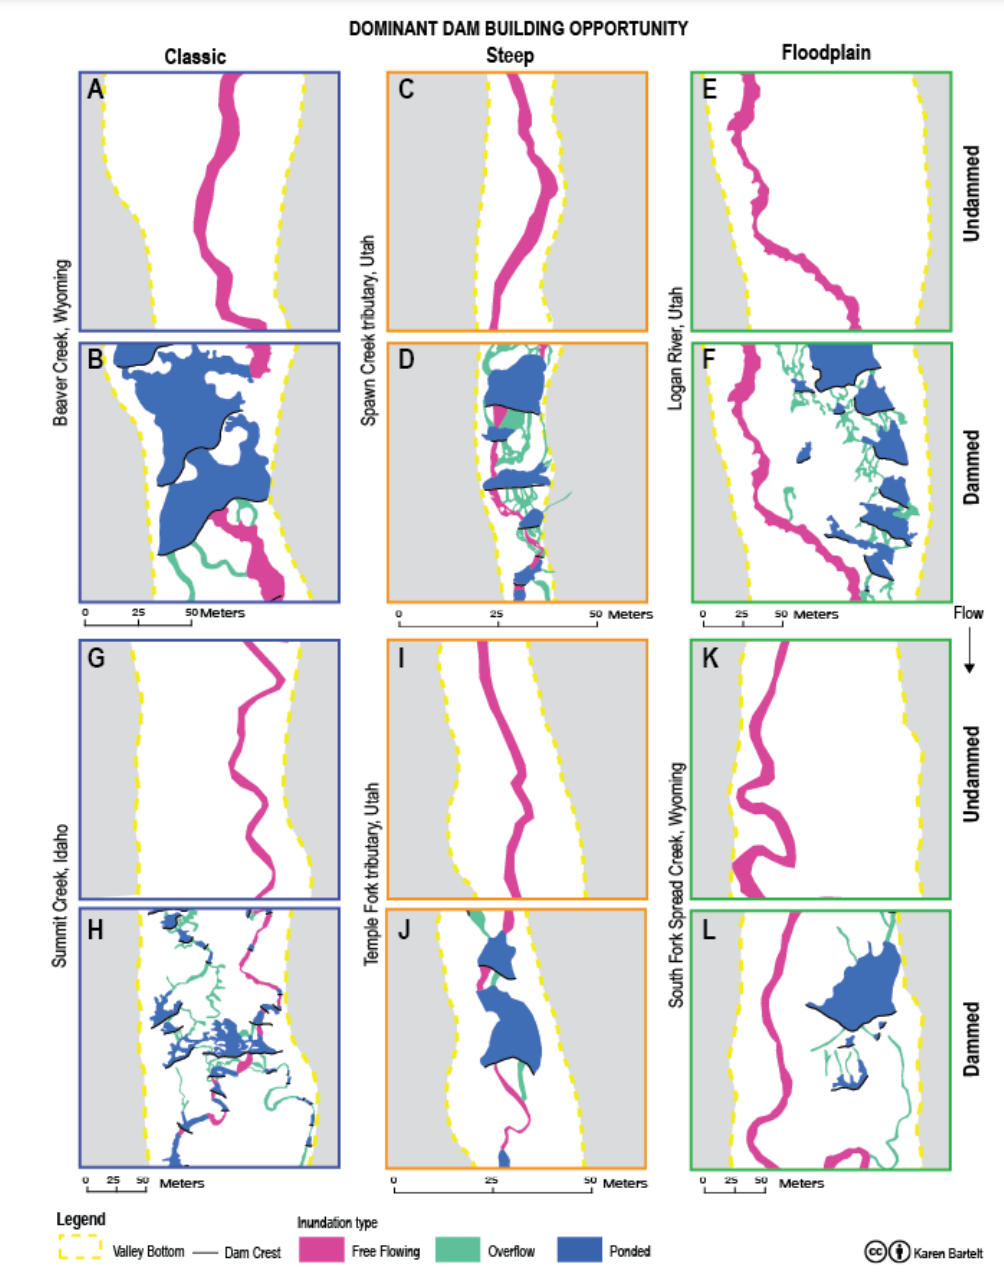 DOMINANT DAM BUILDING OPPORTUNITY
Classic
Steep
Floodplain
A
C
E
Undammed
Beaver Creek, Wyoming
Spawn Creek tributary, Utah
Logan River, Utah
B
D
F
Dammed
0 25 50 Meters
0 25 50 Meters
0 25 50 Meters
Flow
G
I
K
Undammed
Summit Creek, Idaho
Temple Fork tributary, Utah
South Fork Spread Creek, Wyoming
H
J
L
Dammed
0 25 50 Meters
0 25 50 Meters
0 25 50 Meters
Legend
Inundation type
Valley Bottom
Dam Crest
Free Flowing
Overflow
Ponded
cc
Karen Bartelt